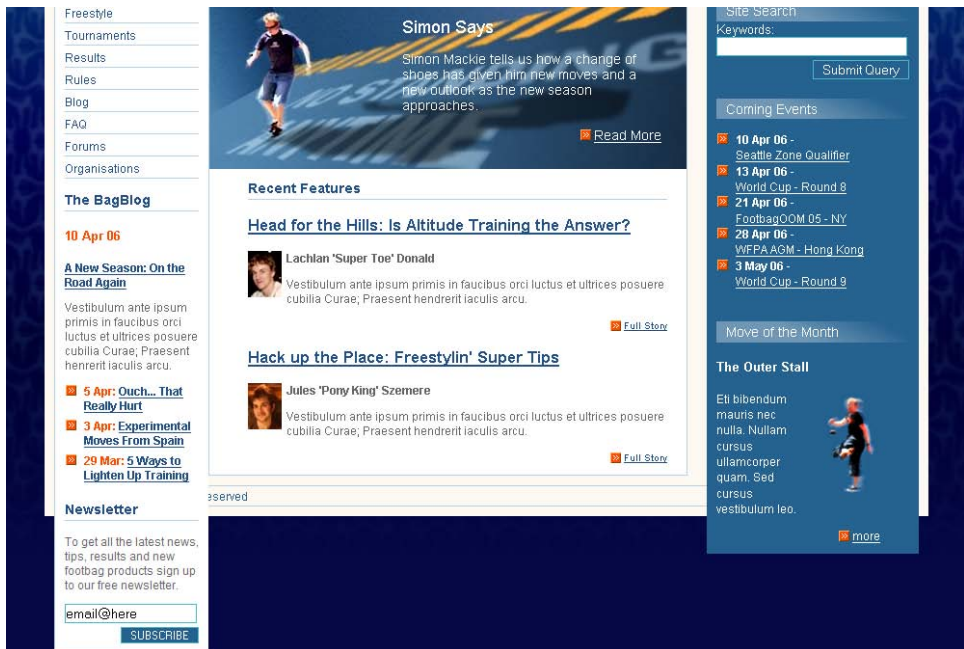 Freestyle
Tournaments
Results
Rules
Blog
FAQ
Forums
Organisations
The BagBlog
10 Apr 06
A New Season: On the
Road Again
Vestibulum ante ipsum
primis in faucibus orci
luctus et ultrices posuere
cubilia Curae; Praesent
henrerit iaculis arcu.
5 Apr: Ouch... That
Really Hurt
3 Apr: Experimental
Moves From Spain
29 Mar: 5 Ways to
Lighten Up Training
Newsletter
To get all the latest news,
tips, results and new
footbag products sign up
to our free newsletter.
email@here
SUBSCRIBE
Simon Says
Simon Mackie tells us how a change of
shoes has given him new moves and a
new outlook as the new season
approaches.
Read More
Recent Features
Head for the Hills: Is Altitude Training the Answer?
Lachlan 'Super Toe' Donald
Vestibulum ante ipsum primis in faucibus orci luctus et ultrices posuere
cubilia Curae; Praesent hendrerit iaculis arcu.
Full Story
Hack up the Place: Freestylin' Super Tips
Jules 'Pony King' Szemere
Vestibulum ante ipsum primis in faucibus orci luctus et ultrices posuere
cubilia Curae; Praesent hendrerit iaculis arcu.
Full Story
eserved
Site Search
Keywords:
Submit Query
Coming Events
10 Apr 06 -
Seattle Zone Qualifier
13 Apr 06 -
World Cup - Round 8
21 Apr 06 -
FootbagOOM 05 - NY
28 Apr 06 -
WFPA AGM - Hong Kong
3 May 06 -
World Cup - Round 9
Move of the Month
The Outer Stall
Eti bibendum
mauris nec
nulla. Nullam
cursus
ullamcorper
quam. Sed
cursus
vestibulum leo.
more